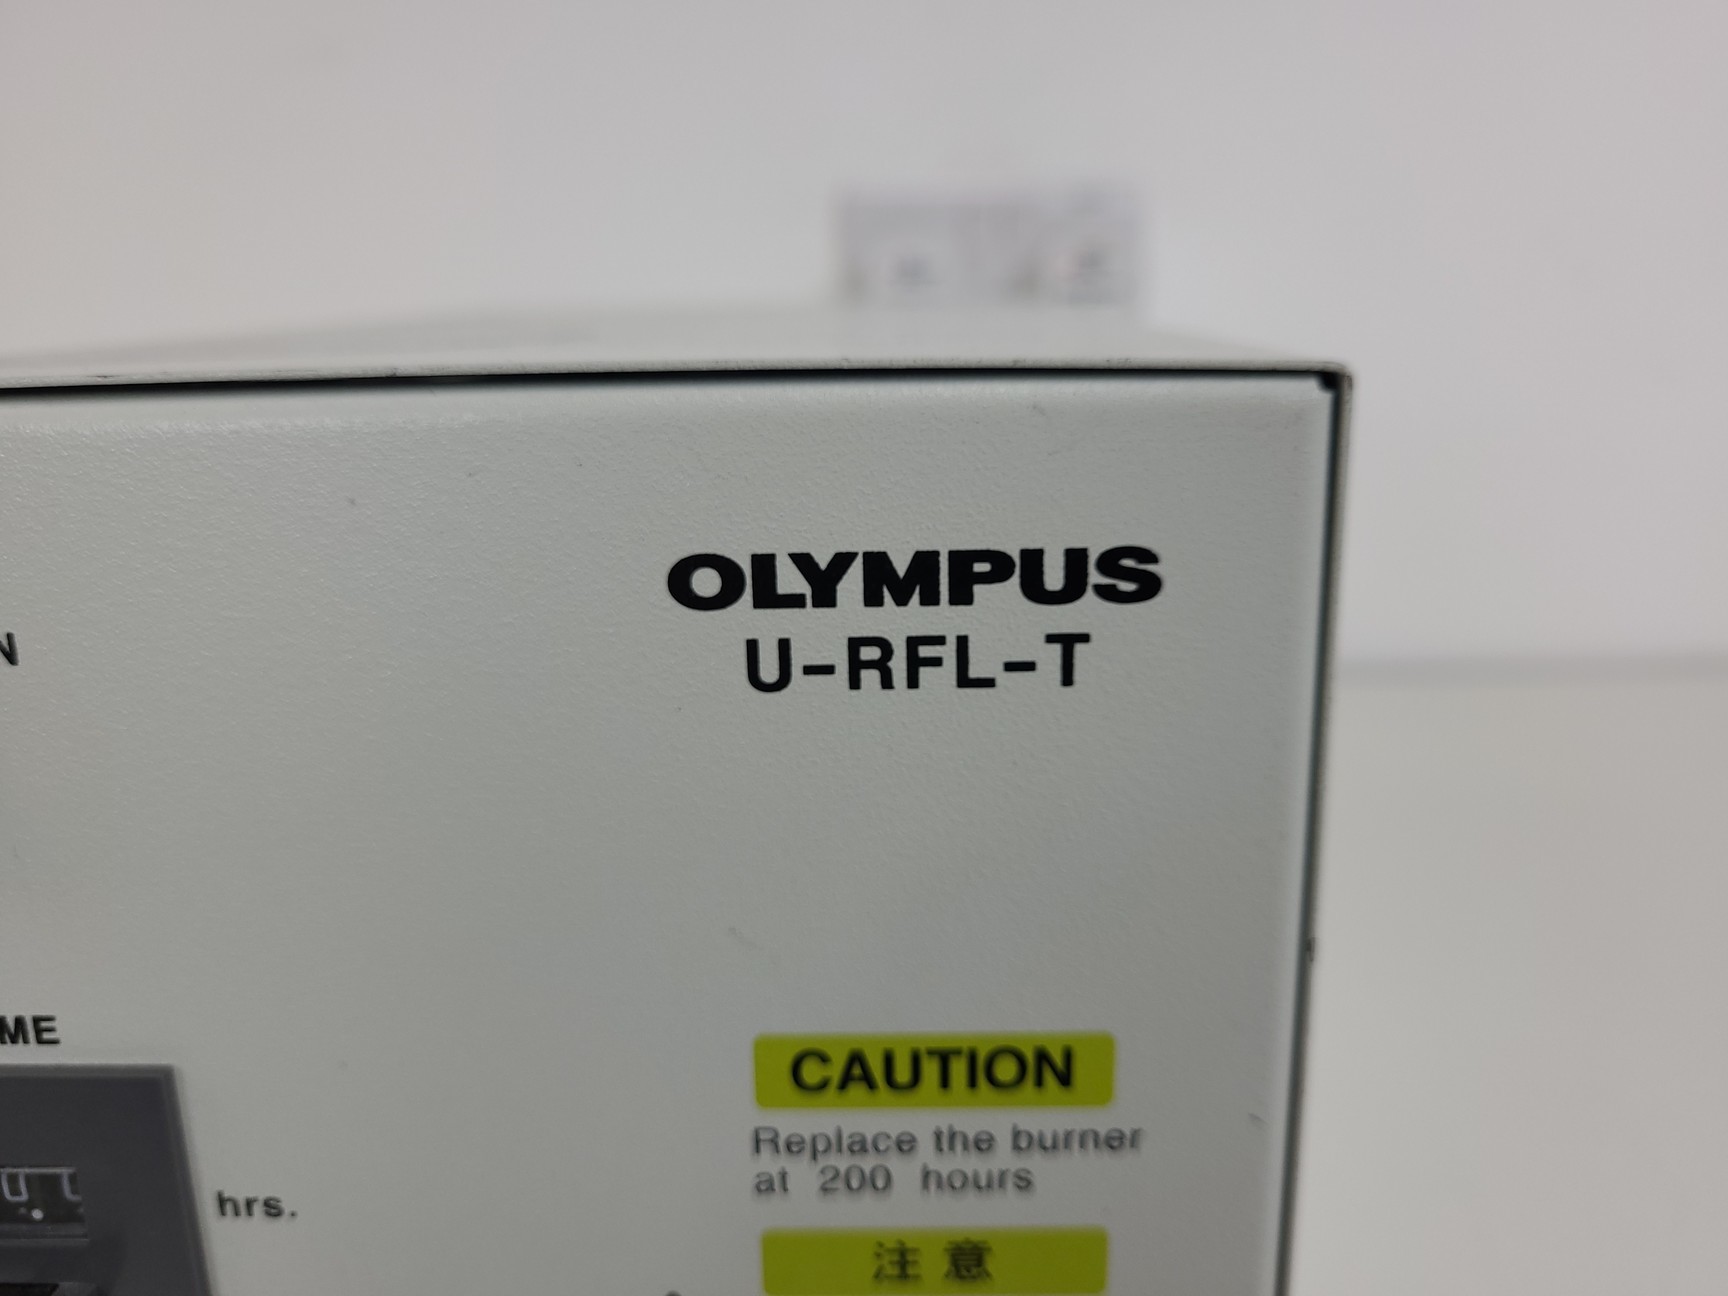 OLYMPUS
U-RFL-T
N
ME
hrs.
CAUTION
Replace the burner
at 200 hours
注意